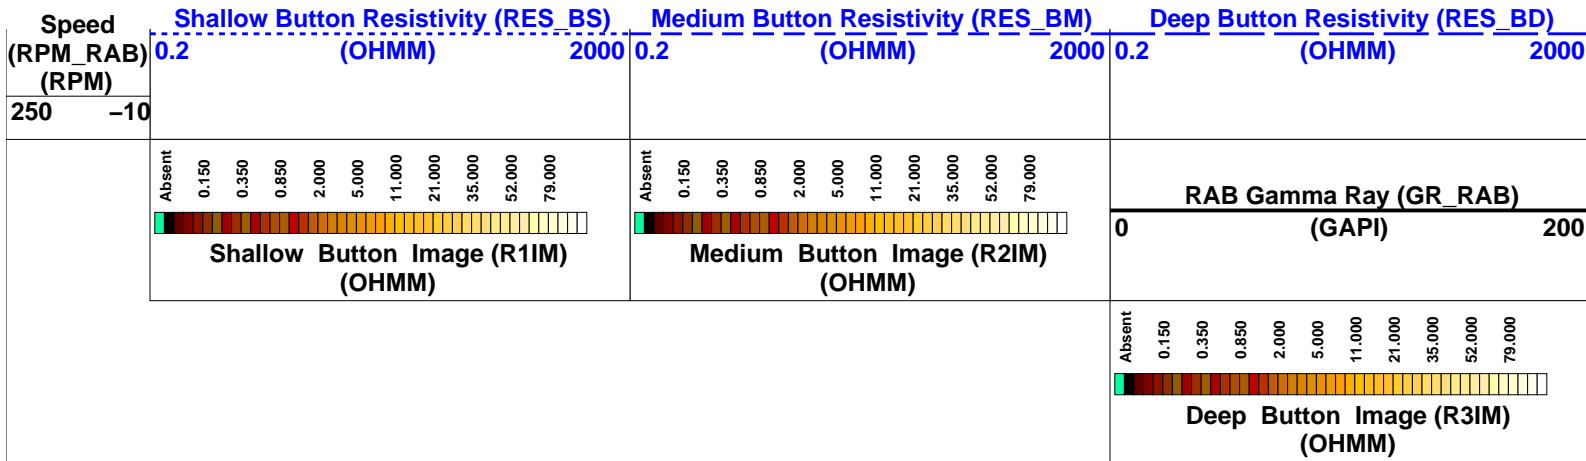 Speed
(RPM_RAB)
(RPM)
250 –10
Shallow Button Resistivity (RES_BS)
0.2 (OHMM) 2000
Medium Button Resistivity (RES_BM)
0.2 (OHMM) 2000
Deep Button Resistivity (RES_BD)
0.2 (OHMM) 2000
Absent 0.150 0.350 0.850 2.000 5.000 11.000 21.000 35.000 52.000 79.000
Shallow Button Image (R1IM)
(OHMM)
Absent 0.150 0.350 0.850 2.000 5.000 11.000 21.000 35.000 52.000 79.000
Medium Button Image (R2IM)
(OHMM)
RAB Gamma Ray (GR_RAB)
0 (GAPI) 200
Absent 0.150 0.350 0.850 2.000 5.000 11.000 21.000 35.000 52.000 79.000
Deep Button Image (R3IM)
(OHMM)